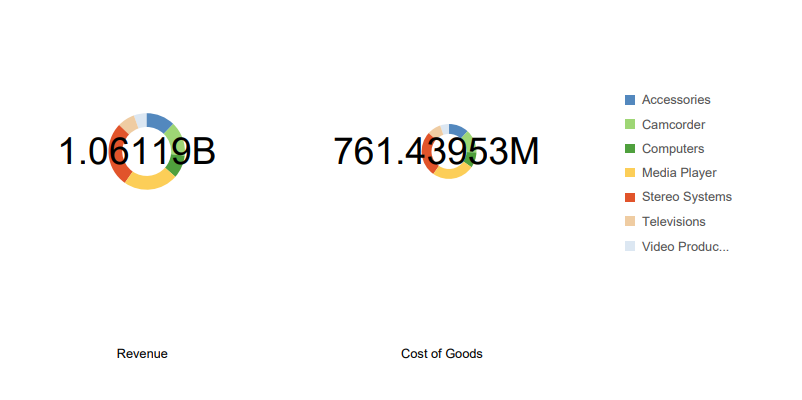 1.06119B
761.43953M
Accessories
Camcorder
Computers
Media Player
Stereo Systems
Televisions
Video Produc...
Revenue
Cost of Goods